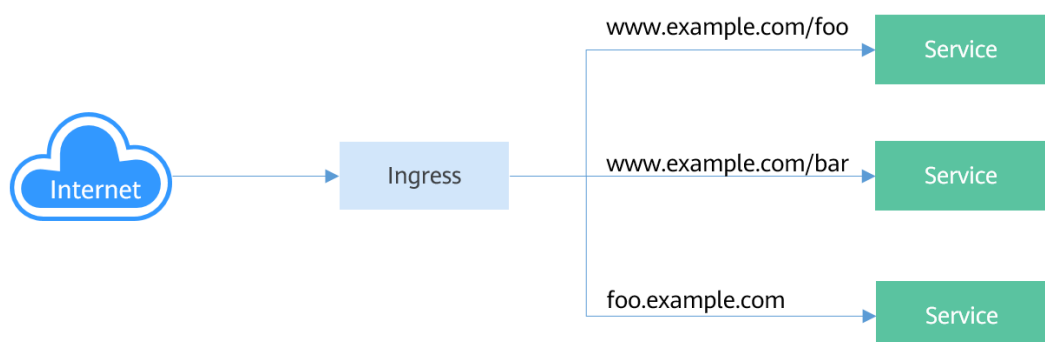 www.example.com/foo
Service
Internet
Ingress
www.example.com/bar
Service
foo.example.com
Service